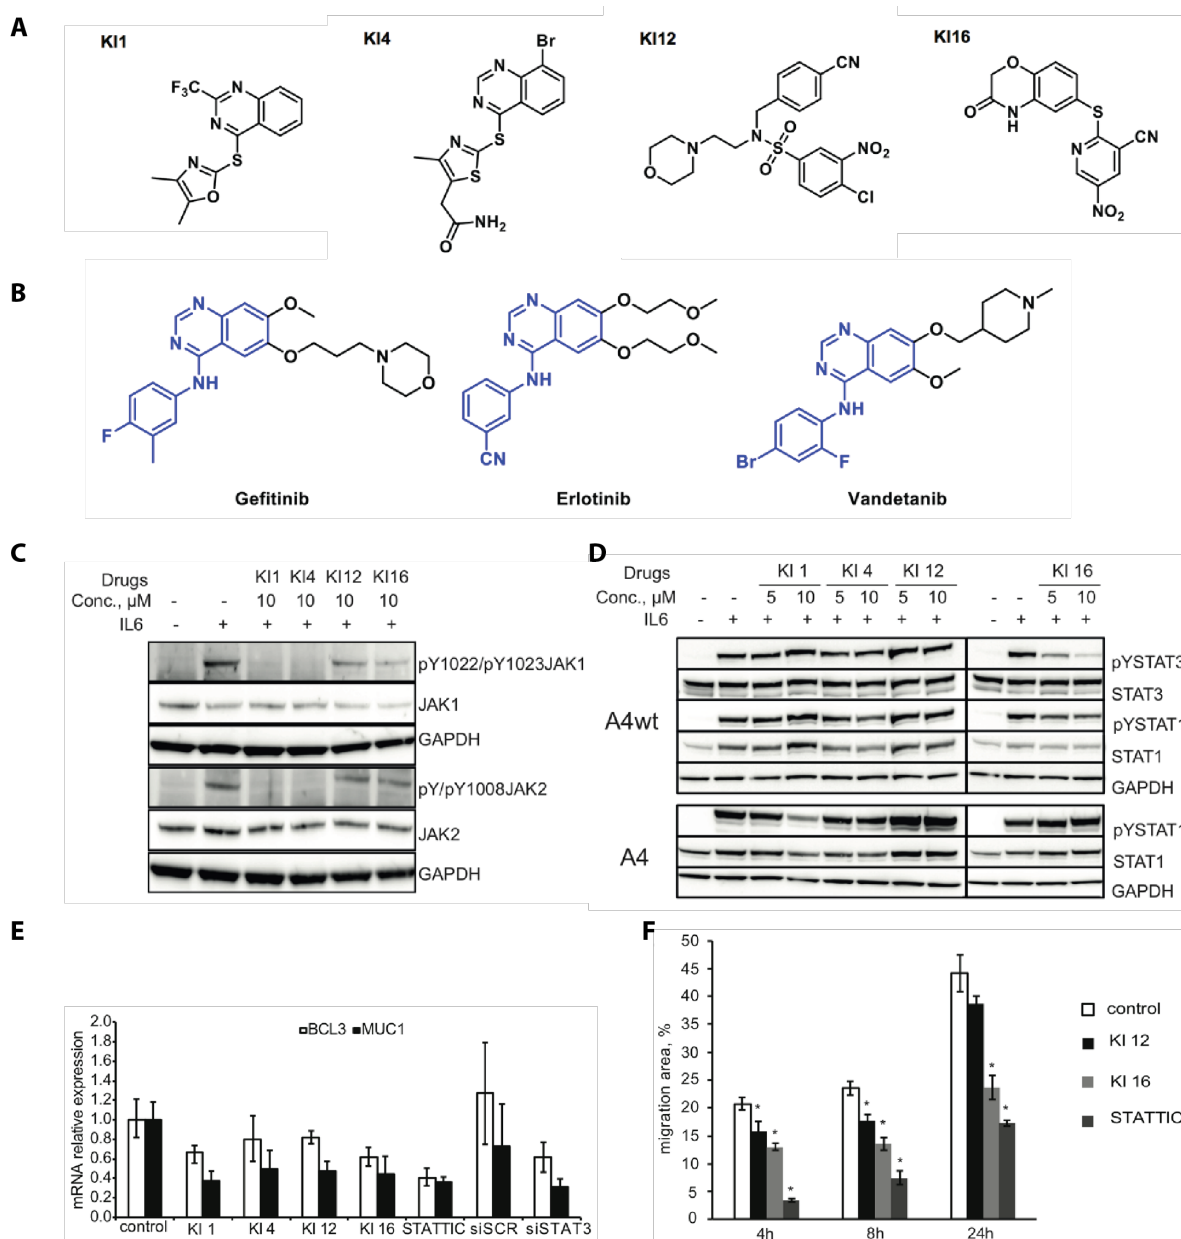 A
KI1
KI4
KI12
KI16
F₃C
N
N
S
N
O
Br
N
N
S
N
S
NH₂
O
CN
N
N
O
O
S
O
NO₂
Cl
O
O
N
H
S
N
CN
NO₂
B
N
N
O
O
N
O
NH
F
N
N
O
O
O
O
NH
CN
N
N
O
N
O
NH
Br
F
Gefitinib
Erlotinib
Vandetanib
C
Drugs KI1 KI4 KI12 KI16
Conc., µM - - 10 10 10 10
IL6 - + + + + +
pY1022/pY1023JAK1
JAK1
GAPDH
pY/pY1008JAK2
JAK2
GAPDH
D
Drugs KI 1 KI 4 KI 12 KI 16
Conc., µM - - 5 10 5 10 5 10 - - 5 10
IL6 - + + + + + + + - + + +
A4wt
pYSTAT3
STAT3
pYSTAT1
STAT1
GAPDH
A4
pYSTAT1
STAT1
GAPDH
E
mRNA relative expression
2.0
1.8
1.6
1.4
1.2
1.0
0.8
0.6
0.4
0.2
0.0
BCL3 MUC1
control KI 1 KI 4 KI 12 KI 16 STATTIC siSCR siSTAT3
F
migration area, %
50
45
40
35
30
25
20
15
10
5
0
* * *
* * *
* *
4h 8h 24h
control
KI 12
KI 16
STATTIC